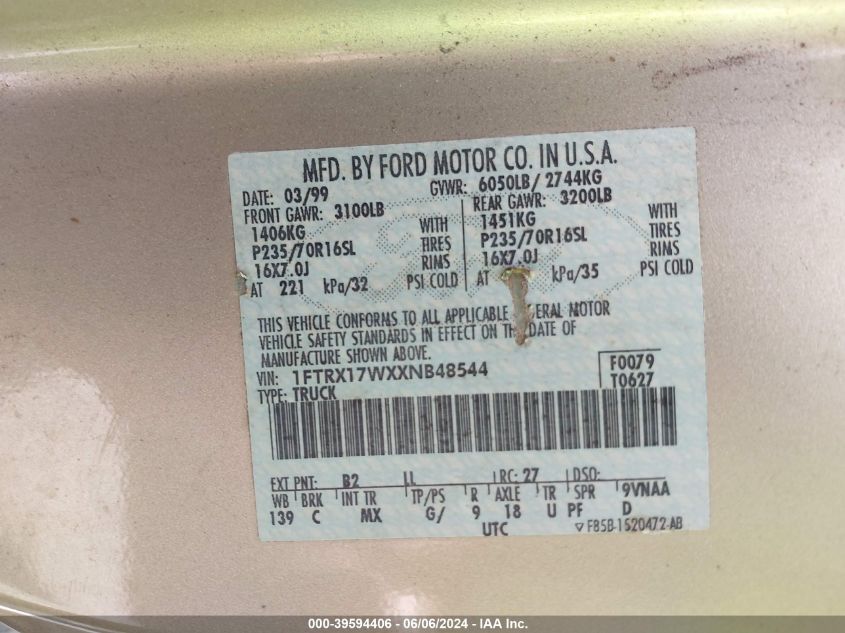 MFD. BY FORD MOTOR CO. IN U.S.A.
DATE: 03/99 GVWR: 6050LB/ 2744KG
FRONT GAWR: 3100LB REAR GAWR: 3200LB
1406KG WITH 1451KG WITH
P235/70R16SL TIRES P235/70R16SL TIRES
16X7.0J RIMS 16X7.0J RIMS
AT 221 kPa/32 PSI COLD AT kPa/35 PSI COLD
THIS VEHICLE CONFORMS TO ALL APPLICABLE ERAL MOTOR
VEHICLE SAFETY STANDARDS IN EFFECT ON THE DATE OF
MANUFACTURE SHOWN ABOVE.
VIN: 1FTRX17WXXNB48544 F0079
TYPE: TRUCK T0627
EXT PNT: B2 LL RC: 27 DSO:
WB BRK INT TR TP/PS R AXLE TR SPR 9VNAA
139 C MX G/ 9 18 U PF D
UTC F85B-1520472-AB
000-39594406 - 06/06/2024 - IAA Inc.